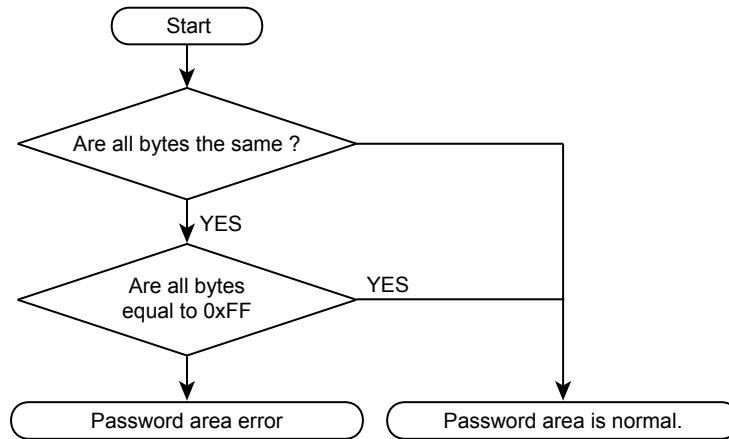 Start
Are all bytes the same ?
YES
Are all bytes
equal to 0xFF
YES
Password area error
Password area is normal.